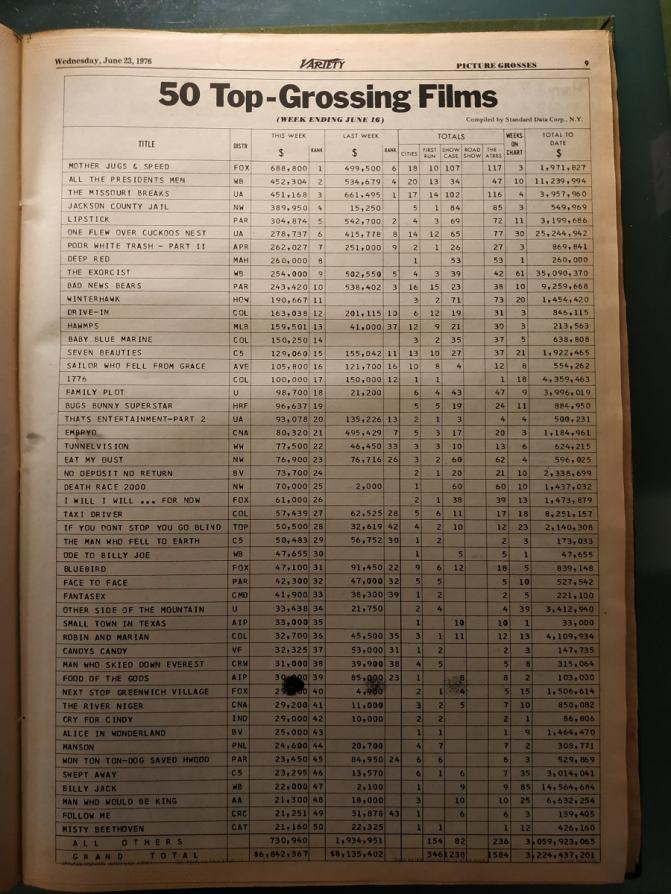 Wednesday, June 23, 1976 VARIETY PICTURE GROSSES 9
50 Top-Grossing Films
(WEEK ENDING JUNE 16) Compiled by Standard Data Corp., N.Y.
TITLE DISTR THIS WEEK $ RANK LAST WEEK $ RANK CITIES TOTALS FIRST RUN SHOW CASE ROAD SHOW THE ATRES WEEKS ON CHART TOTAL TO DATE $
MOTHER JUGS & SPEED FOX 688,800 1 499,500 6 18 10 107 117 3 1,971,827
ALL THE PRESIDENTS MEN WB 452,304 2 534,679 4 20 13 34 47 10 11,239,994
THE MISSOURI BREAKS UA 451,168 3 661,495 1 17 14 102 116 4 3,957,960
JACKSON COUNTY JAIL NW 389,950 4 15,250 5 1 84 85 3 549,969
LIPSTICK PAR 304,874 5 542,700 2 4 3 69 72 11 3,199,686
ONE FLEW OVER CUCKOOS NEST UA 278,737 6 415,778 8 14 12 65 77 30 25,244,942
POOR WHITE TRASH - PART II APR 262,027 7 251,000 9 2 1 26 27 3 869,841
DEEP RED MAH 260,000 8 1 53 53 1 260,000
THE EXORCIST WB 254,000 9 502,550 5 4 3 39 42 61 35,090,370
BAD NEWS BEARS PAR 243,420 10 538,402 3 16 15 23 38 10 9,259,668
WINTERHAWK HOW 190,667 11 3 2 71 73 20 1,454,420
DRIVE-IN COL 163,038 12 201,115 10 6 12 19 31 3 846,115
HAWMPS MLB 159,501 13 41,000 37 12 9 21 30 3 213,563
BABY BLUE MARINE COL 150,250 14 3 2 35 37 5 638,808
SEVEN BEAUTIES C5 129,060 15 155,042 11 13 10 27 37 21 1,922,465
SAILOR WHO FELL FROM GRACE AVE 105,800 16 121,700 16 10 8 4 12 8 554,262
1776 COL 100,000 17 150,000 12 1 1 1 18 4,359,463
FAMILY PLOT U 98,700 18 21,200 6 4 43 47 9 3,996,019
BUGS BUNNY SUPERSTAR HRF 96,637 19 5 5 19 24 11 884,950
THATS ENTERTAINMENT-PART 2 UA 93,078 20 135,226 13 2 1 3 4 4 500,231
EMBRYO CNA 80,320 21 495,429 7 5 3 17 20 3 1,184,961
TUNNELVISION WW 77,500 22 46,450 33 3 3 10 13 6 624,215
EAT MY DUST NW 76,900 23 76,716 26 3 2 60 62 4 596,025
NO DEPOSIT NO RETURN BV 73,700 24 2 1 20 21 10 2,338,699
DEATH RACE 2000 NW 70,000 25 2,000 1 60 60 10 1,437,032
I WILL I WILL ... FOR NOW FOX 61,000 26 2 1 38 39 13 1,473,879
TAXI DRIVER COL 57,439 27 62,525 28 5 6 11 17 18 8,251,157
IF YOU DONT STOP YOU GO BLIND TOP 50,500 28 32,619 42 4 2 10 12 23 2,140,308
THE MAN WHO FELL TO EARTH C5 50,483 29 56,752 30 1 2 2 3 173,033
ODE TO BILLY JOE WB 47,655 30 1 5 5 1 47,655
BLUEBIRD FOX 47,100 31 91,450 22 9 6 12 18 5 839,148
FACE TO FACE PAR 42,300 32 47,000 32 5 5 5 10 527,542
FANTASEX CMD 41,900 33 38,300 39 1 2 2 5 221,100
OTHER SIDE OF THE MOUNTAIN U 33,438 34 21,750 2 4 4 39 3,412,940
SMALL TOWN IN TEXAS AIP 33,000 35 1 10 10 1 33,000
ROBIN AND MARIAN COL 32,700 36 45,500 35 3 1 11 12 13 4,109,934
CANDYS CANDY VF 32,325 37 53,000 31 1 2 2 3 147,735
MAN WHO SKIED DOWN EVEREST CRW 31,000 38 39,900 38 4 5 5 8 315,064
FOOD OF THE GODS AIP 39 85,000 23 1 8 8 2 103,000
NEXT STOP GREENWICH VILLAGE FOX 40 4,900 2 1 4 5 15 1,506,614
THE RIVER NIGER CNA 29,200 41 11,000 3 2 5 7 10 850,082
CRY FOR CINDY IND 29,000 42 10,000 2 2 2 1 86,806
ALICE IN WONDERLAND BV 25,000 43 1 1 1 9 1,464,470
MANSON PNL 24,600 44 20,700 4 7 7 2 308,771
WON TON TON-DOG SAVED HWOOD PAR 23,450 45 84,950 24 6 6 6 3 529,869
SWEPT AWAY C5 23,295 46 13,570 6 1 6 7 35 3,014,041
BILLY JACK WB 22,000 47 2,100 1 9 9 85 14,564,684
MAN WHO WOULD BE KING AA 21,300 48 18,000 3 10 10 25 6,632,254
FOLLOW ME CRC 21,251 49 31,878 43 1 6 6 3 139,405
MISTY BEETHOVEN CAT 21,160 50 22,325 1 1 1 12 426,160
ALL OTHERS 730,940 1,934,951 154 82 236 3,059,923,065
GRAND TOTAL $6,842,367 $8,135,402 346 1238 1584 3,224,437,201